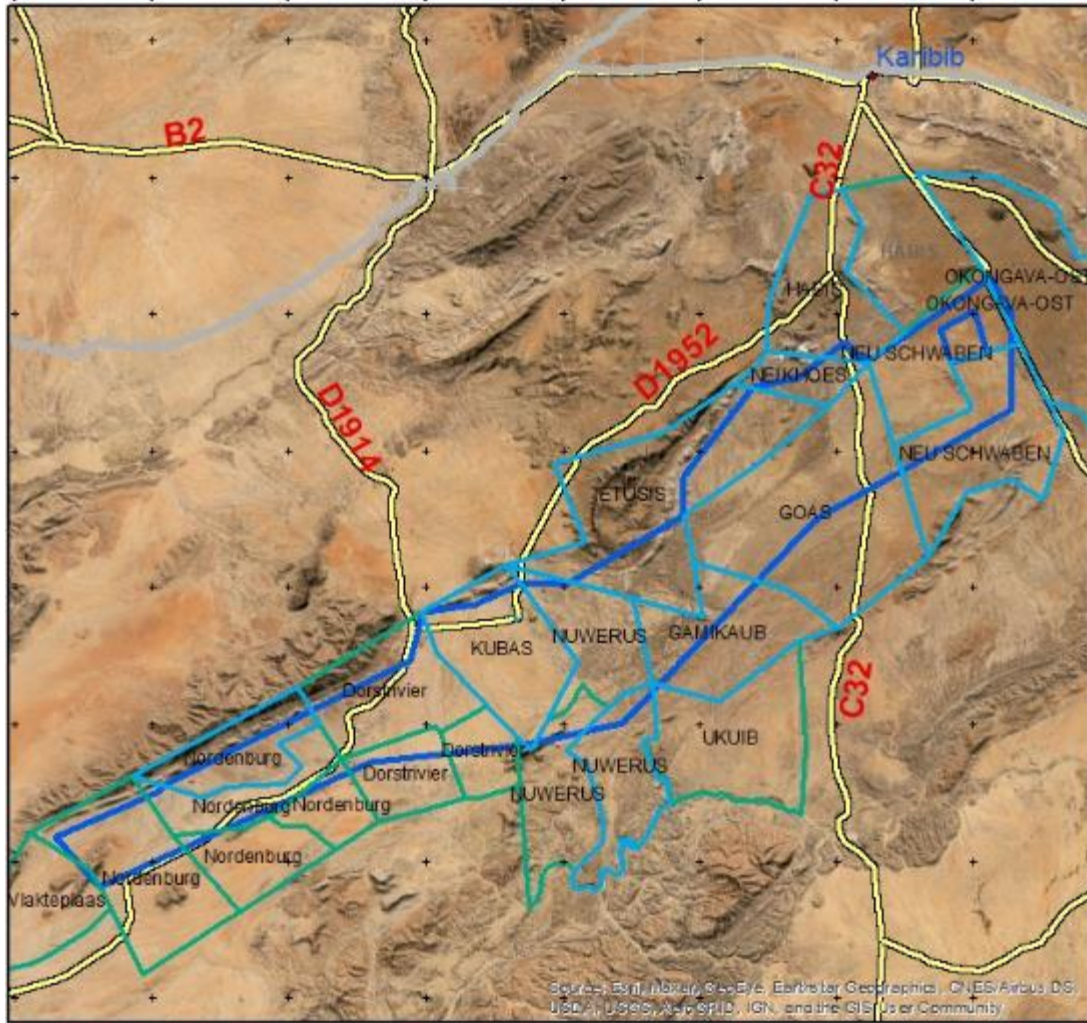 Karibib
B2
C32
HABIS
OKONGAVA-OST
HABIS
OKONGAVA-OST
NEU SCHWABEN
D1952
NEIKHOES
D1914
NEU SCHWABEN
ETUSIS
GOAS
NUWERUS
GAMIKAUB
KUBAS
Dorstrivier
C32
UKUIB
Nordenburg
Dorstrivier
NUWERUS
Dorstrivier
NUWERUS
Nordenburg
Nordenburg
Nordenburg
Nordenburg
Vlakteplaas
Source: Esri, Maxar, GeoEye, Earthstar Geographics, CNES/Airbus DS,
USDA, USGS, AeroGRID, IGN, and the GIS User Community